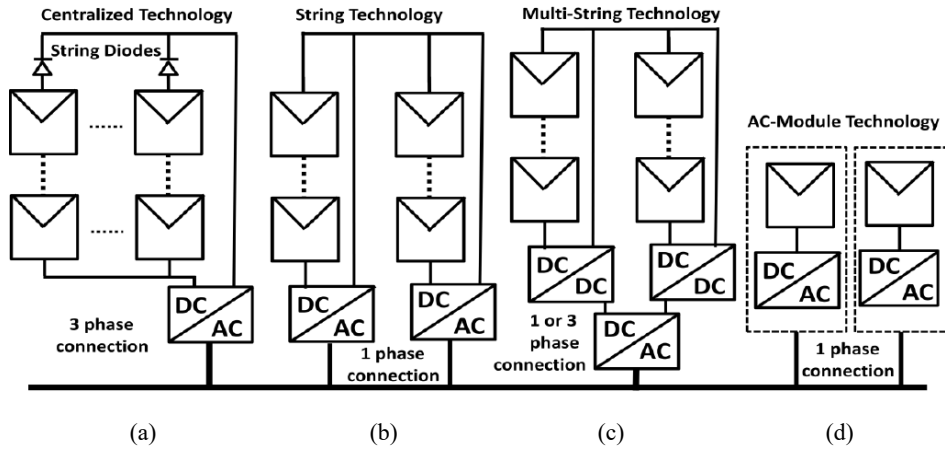 Centralized Technology
String Diodes
DC
AC
3 phase
connection
(a)
String Technology
DC
AC
DC
AC
1 phase
connection
(b)
Multi-String Technology
DC
DC
DC
DC
DC
AC
1 or 3
phase
connection
(c)
AC-Module Technology
DC
AC
DC
AC
1 phase
connection
(d)